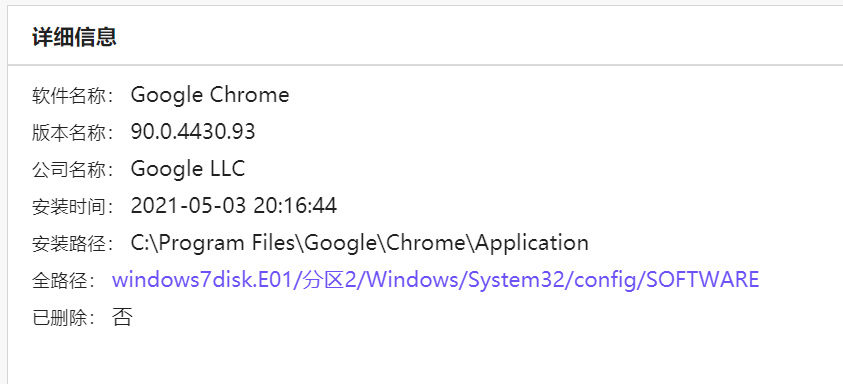 详细信息
软件名称： Google Chrome
版本名称： 90.0.4430.93
公司名称： Google LLC
安装时间： 2021-05-03 20:16:44
安装路径： C:\Program Files\Google\Chrome\Application
全路径： windows7disk.E01/分区2/Windows/System32/config/SOFTWARE
已删除： 否